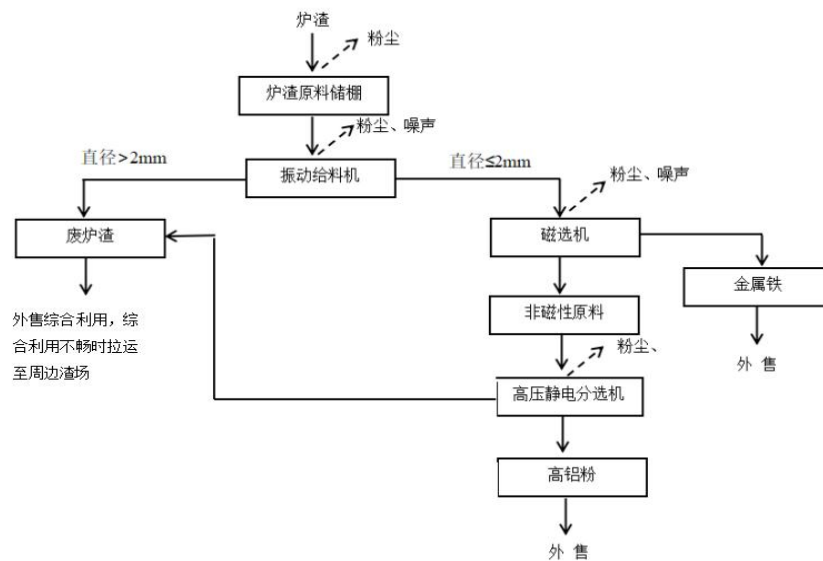 炉渣
粉尘
炉渣原料储棚
粉尘、噪声
直径>2mm
直径≤2mm
振动给料机
粉尘、噪声
废炉渣
磁选机
金属铁
外售综合利用，综
合利用不畅时拉运
至周边渣场
非磁性原料
粉尘、
外 售
高压静电分选机
高铝粉
外 售